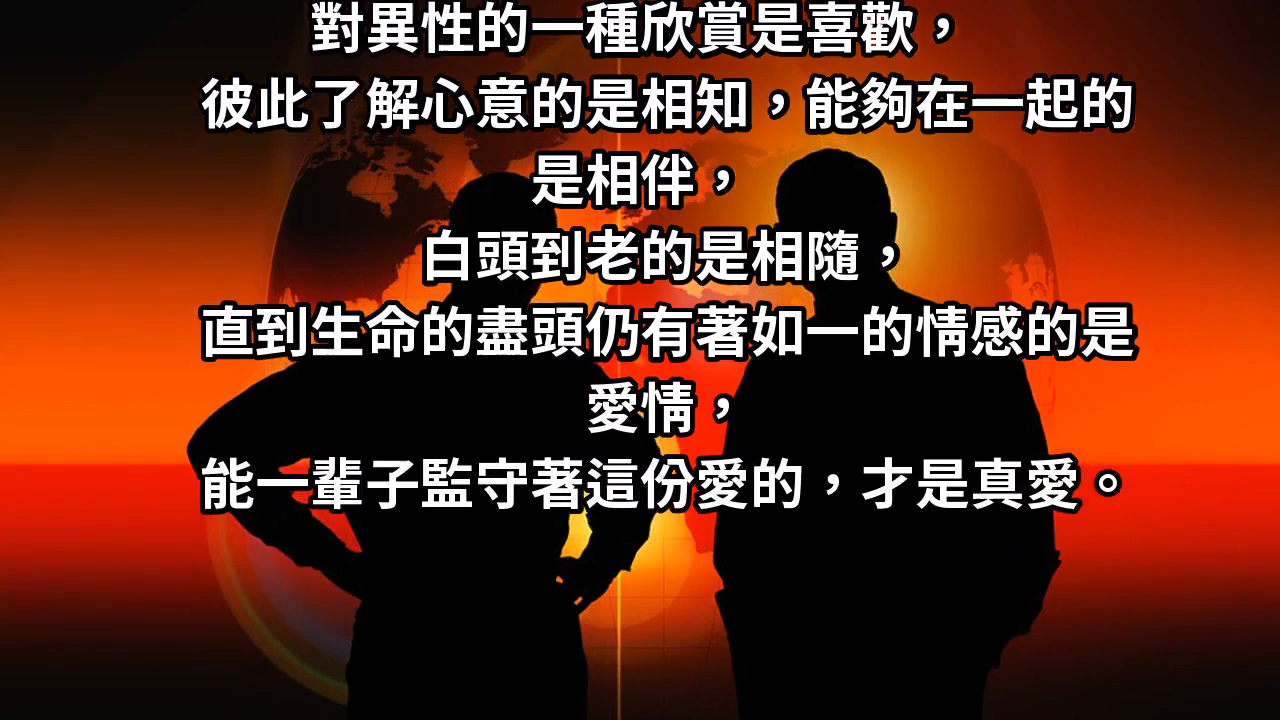 對異性的一種欣賞是喜歡，
彼此了解心意的是相知，能夠在一起的
是相伴，
白頭到老的是相隨，
直到生命的盡頭仍有著如一的情感的是
愛情，
能一輩子監守著這份愛的，才是真愛。